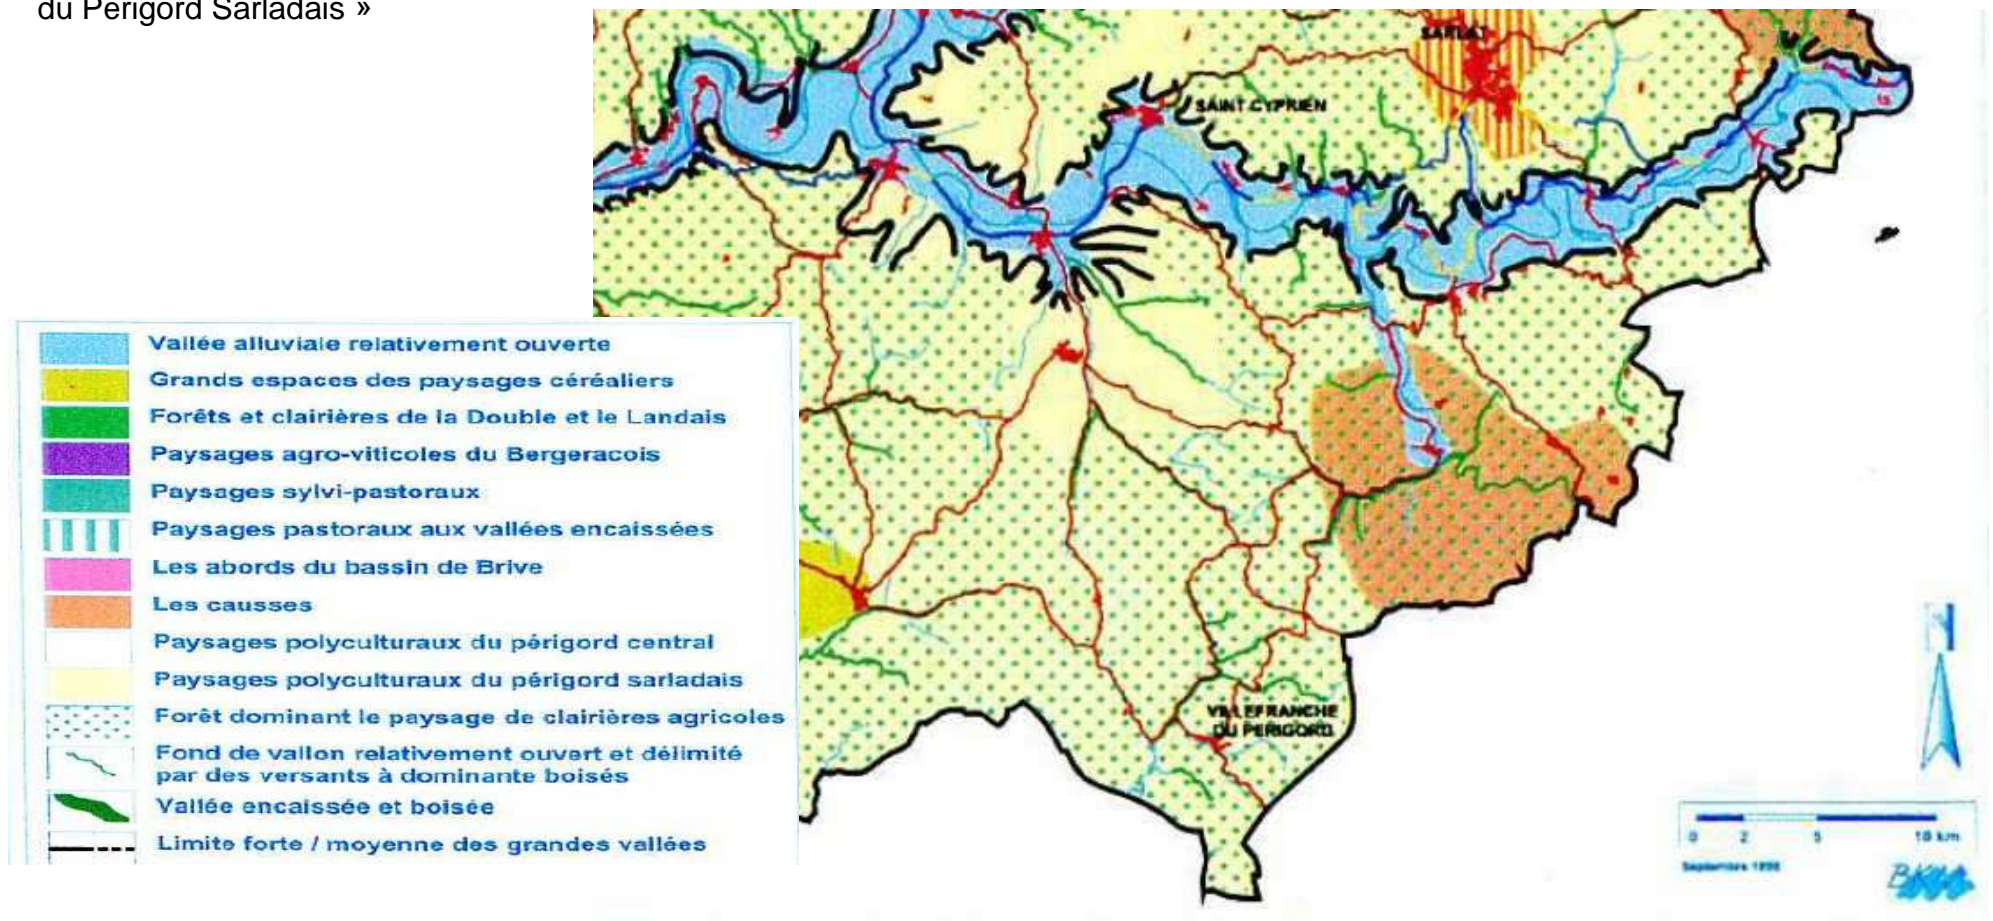 du Périgord Sarladais »
SARLAT
SAINT CYPRIEN
Vallée alluviale relativement ouverte
Grands espaces des paysages céréaliers
Forêts et clairières de la Double et le Landais
Paysages agro-viticoles du Bergeracois
Paysages sylvi-pastoraux
Paysages pastoraux aux vallées encaissées
Les abords du bassin de Brive
Les causses
Paysages polyculturaux du périgord central
Paysages polyculturaux du périgord sarladais
Forêt dominant le paysage de clairières agricoles
Fond de vallon relativement ouvert et délimité
par des versants à dominante boisés
Vallée encaissée et boisée
Limite forte / moyenne des grandes vallées
VILLEFRANCHE
DU PERIGORD
N
0 2 5 10 km
Septembre